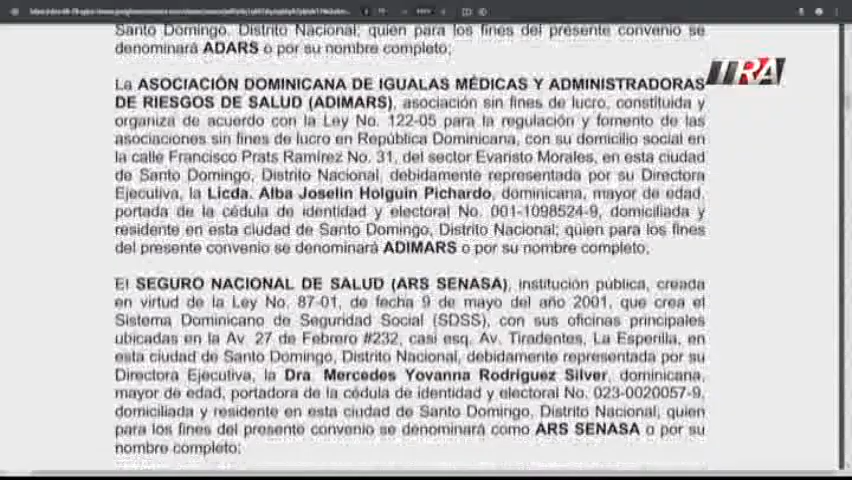 Santo Domingo, Distrito Nacional; quien para los fines del presente convenio se
denominará ADARS o por su nombre completo;
ITRA
La ASOCIACIÓN DOMINICANA DE IGUALAS MÉDICAS Y ADMINISTRADORAS
DE RIESGOS DE SALUD (ADIMARS), asociación sin fines de lucro, constituida y
organiza de acuerdo con la Ley No. 122-05 para la regulación y fomento de las
asociaciones sin fines de lucro en República Dominicana, con su domicilio social en
la calle Francisco Prats Ramírez No. 31, del sector Evaristo Morales, en esta ciudad
de Santo Domingo, Distrito Nacional, debidamente representada por su Directora
Ejecutiva, la Licda. Alba Joselin Holguin Pichardo, dominicana, mayor de edad,
portada de la cédula de identidad y electoral No. 001-1098524-9, domiciliada y
residente en esta ciudad de Santo Domingo, Distrito Nacional; quien para los fines
del presente convenio se denominará ADIMARS o por su nombre completo;
El SEGURO NACIONAL DE SALUD (ARS SENASA), institución pública, creada
en virtud de la Ley No. 87-01, de fecha 9 de mayo del año 2001, que crea el
Sistema Dominicano de Seguridad Social (SDSS), con sus oficinas principales
ubicadas en la Av. 27 de Febrero #232, casi esq. Av. Tiradentes, La Esperilla, en
esta ciudad de Santo Domingo, Distrito Nacional, debidamente representada por su
Directora Ejecutiva, la Dra. Mercedes Yovanna Rodríguez Silver, dominicana,
mayor de edad, portadora de la cédula de identidad y electoral No. 023-0020057-9,
domiciliada y residente en esta ciudad de Santo Domingo, Distrito Nacional, quien
para los fines del presente convenio se denominará como ARS SENASA o por su
nombre completo;